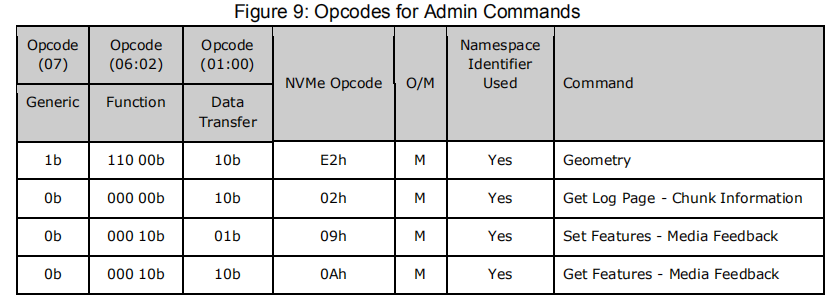 Figure 9: Opcodes for Admin Commands
Opcode (07) Opcode (06:02) Opcode (01:00) NVMe Opcode O/M Namespace Identifier Used Command
Generic Function Data Transfer
1b 110 00b 10b E2h M Yes Geometry
0b 000 00b 10b 02h M Yes Get Log Page - Chunk Information
0b 000 10b 01b 09h M Yes Set Features - Media Feedback
0b 000 10b 10b 0Ah M Yes Get Features - Media Feedback